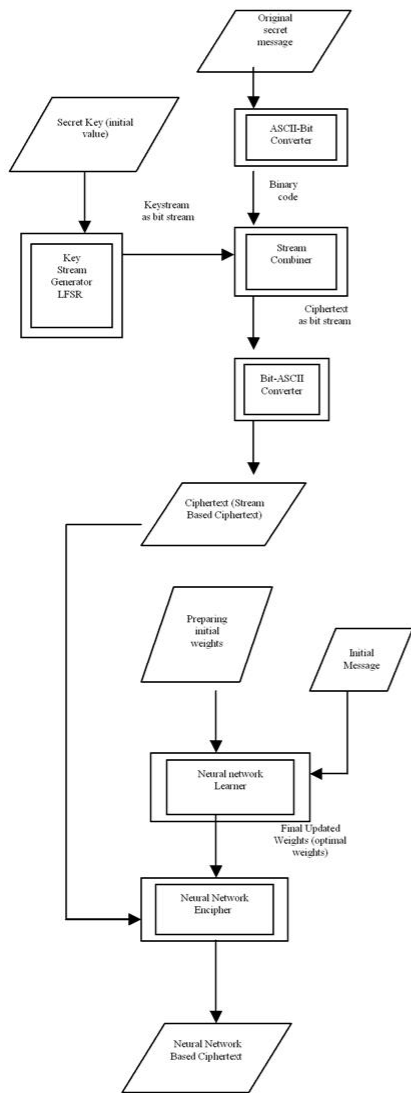 Original
secret
message
Secret Key (initial
value)
ASCII-Bit
Converter
Binary
code
Keystream
as bit stream
Key
Stream
Generator
LFSR
Stream
Combiner
Ciphertext
as bit stream
Bit-ASCII
Converter
Ciphertext (Stream
Based Ciphertext)
Preparing
initial
weights
Initial
Message
Neural network
Learner
Final Updated
Weights (optimal
weights)
Neural Network
Encipher
Neural Network
Based Ciphertext